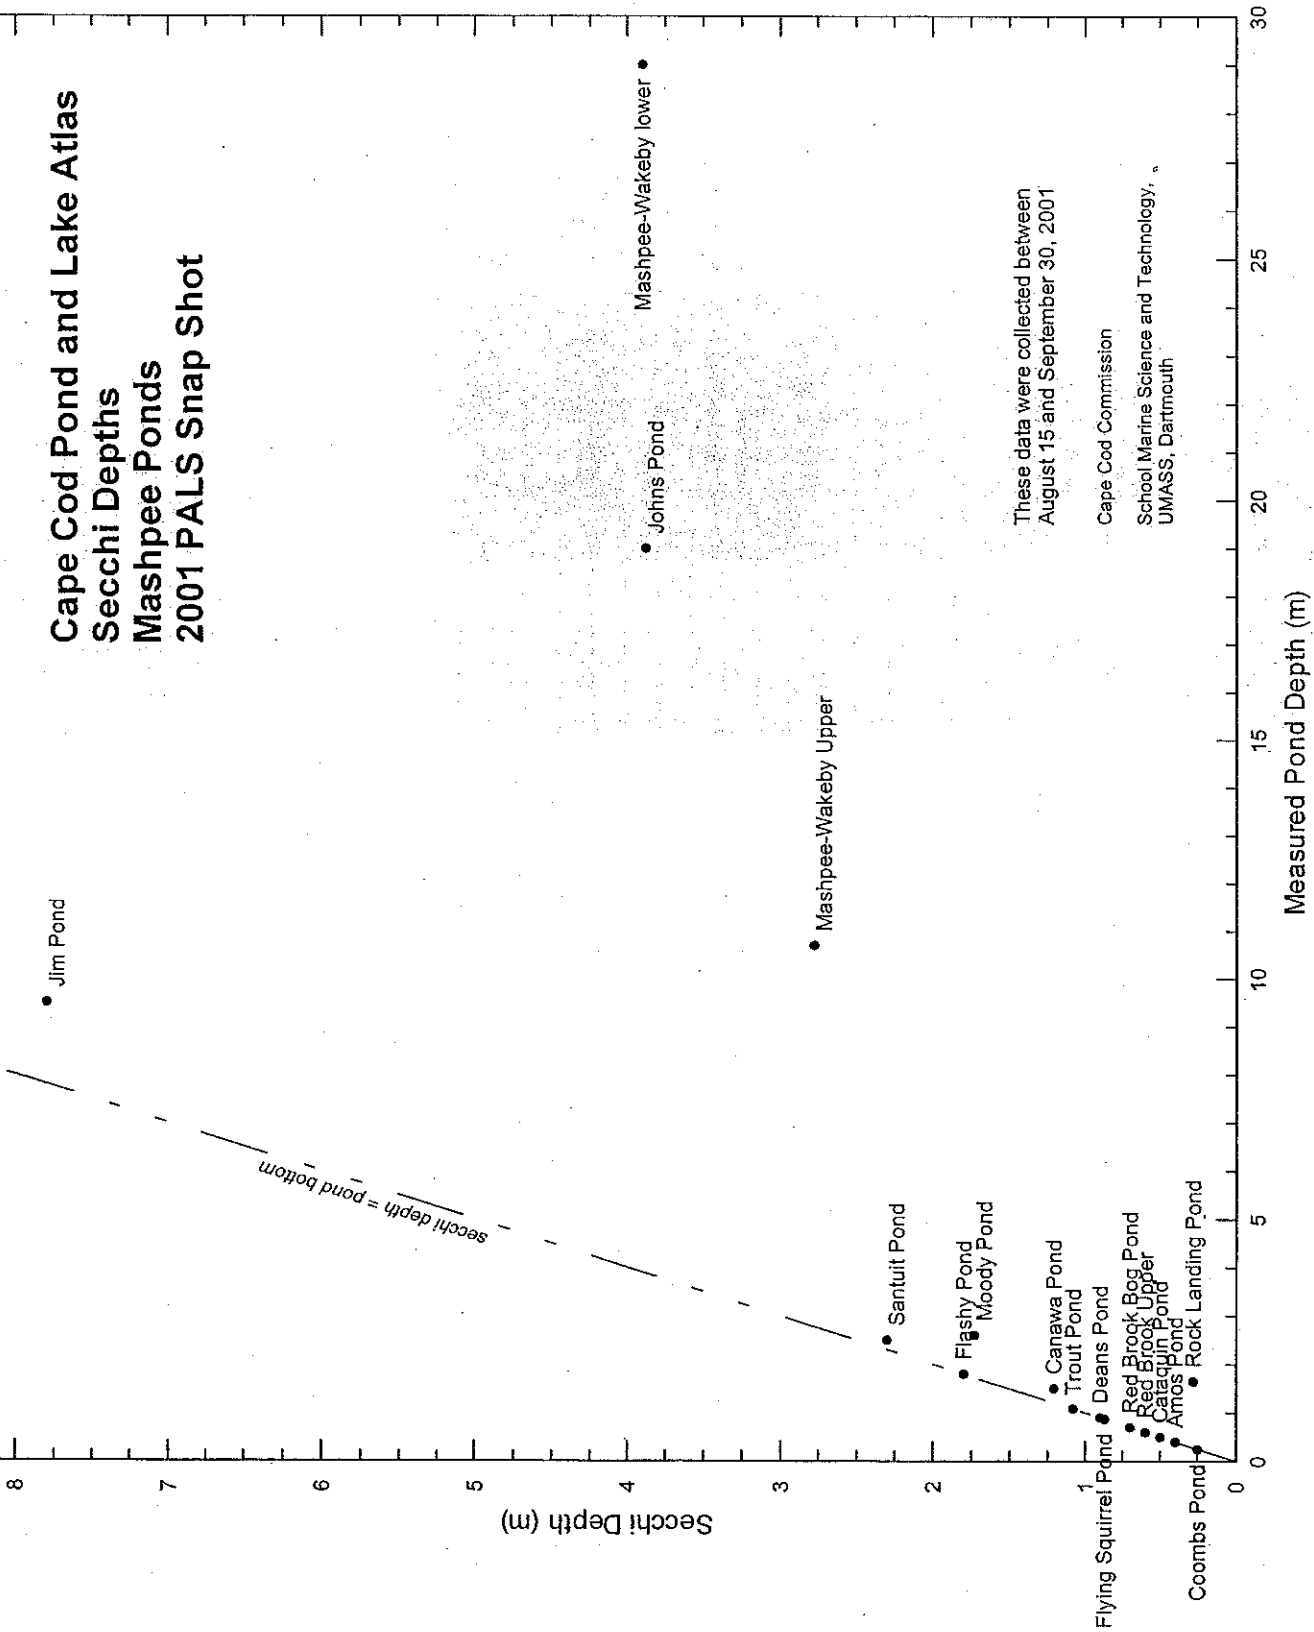 Cape Cod Pond and Lake Atlas
Secchi Depths
Mashpee Ponds
2001 PALS Snap Shot
Secchi Depth (m)
8
7
6
5
4
3
2
1
0
secchi depth = pond bottom
Jim Pond
Mashpee-Wakeby lower
Johns Pond
Mashpee-Wakeby Upper
Santuit Pond
Flashy Pond
Moody Pond
Canawa Pond
Trout Pond
Deans Pond
Flying Squirrel Pond
Red Brook Bog Pond
Red Brook Upper
Cataquin Pond
Amos Pond
Rock Landing Pond
Coombs Pond
These data were collected between
August 15 and September 30, 2001
Cape Cod Commission
School Marine Science and Technology,
UMASS, Dartmouth
0
5
10
15
20
25
30
Measured Pond Depth (m)